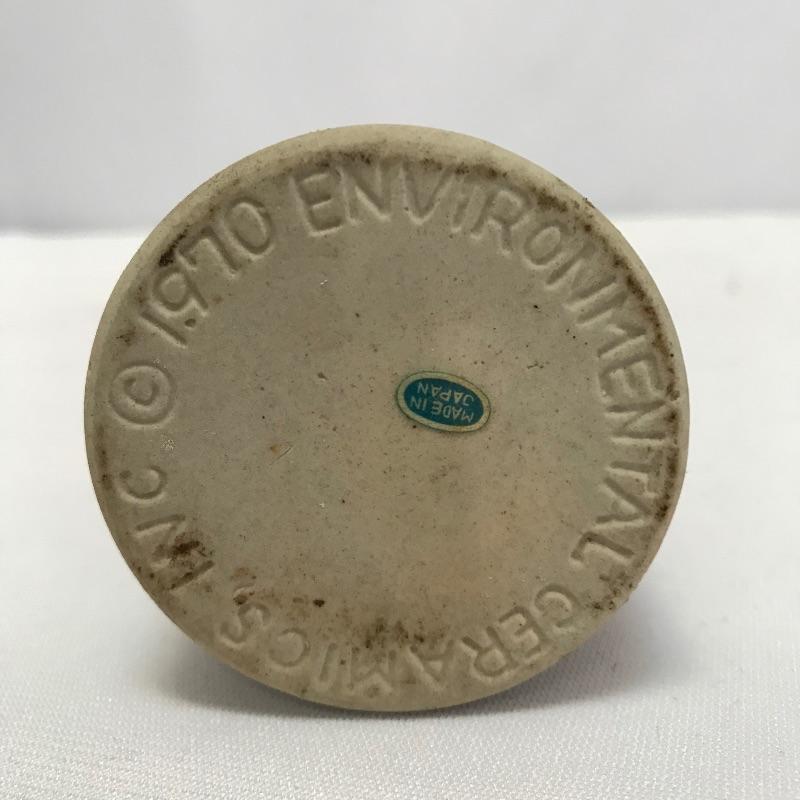 © 1970 ENVIRONMENTAL CERAMICS, INC
MADE IN
JAPAN